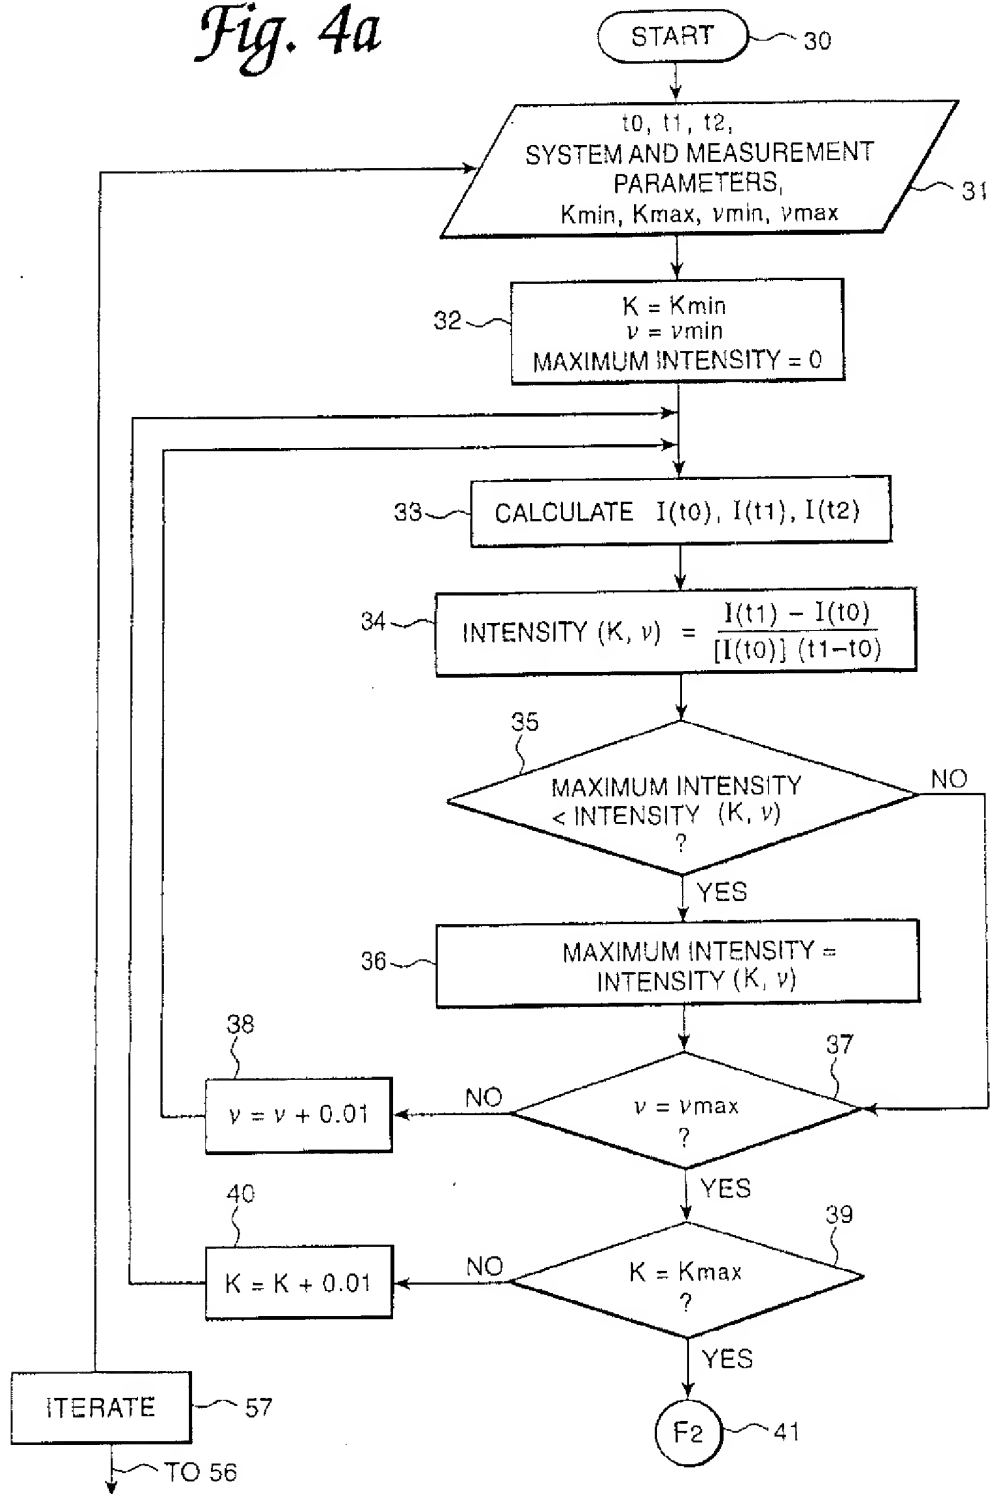 Fig. 4a
START
30
t0, t1, t2,
SYSTEM AND MEASUREMENT
PARAMETERS,
Kmin, Kmax, νmin, νmax
31
32
K = Kmin
ν = νmin
MAXIMUM INTENSITY = 0
33
CALCULATE I(t0), I(t1), I(t2)
34
INTENSITY (K, ν) =
I(t1) – I(t0)
[I(t0)] (t1–t0)
35
MAXIMUM INTENSITY
< INTENSITY (K, ν)
?
NO
YES
36
MAXIMUM INTENSITY =
INTENSITY (K, ν)
38
37
ν = ν + 0.01
NO
ν = νmax
?
YES
40
39
K = K + 0.01
NO
K = Kmax
?
YES
ITERATE
57
F2
41
TO 56